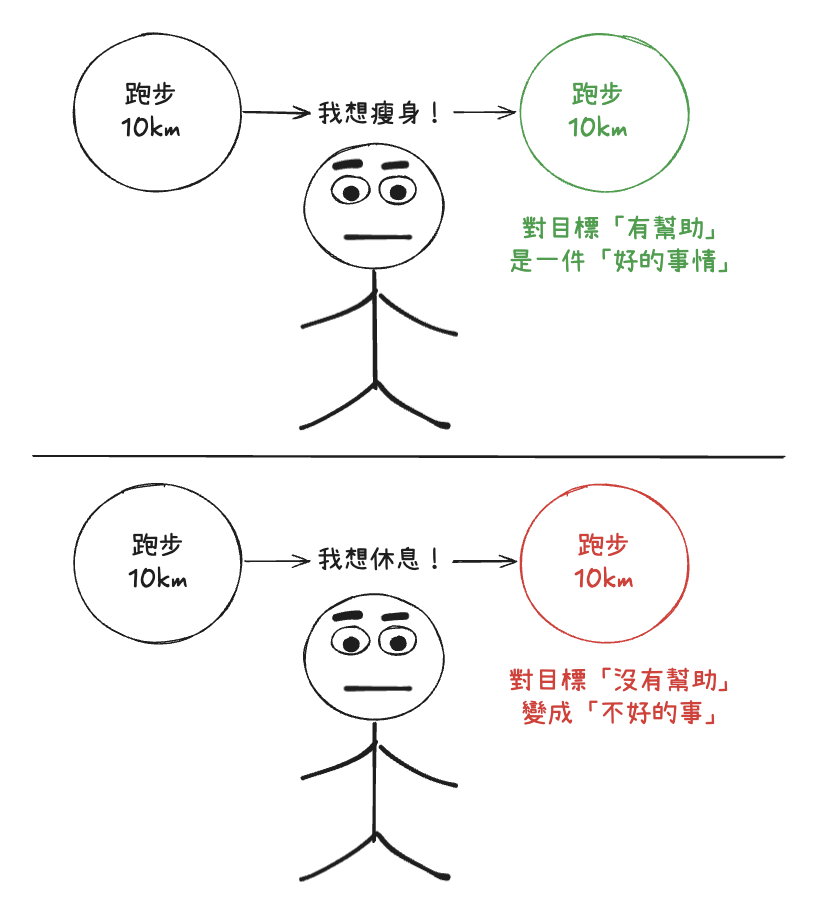 跑步
10km
我想瘦身！
跑步
10km
對目標「有幫助」
是一件「好的事情」
跑步
10km
我想休息！
跑步
10km
對目標「沒有幫助」
變成「不好的事」